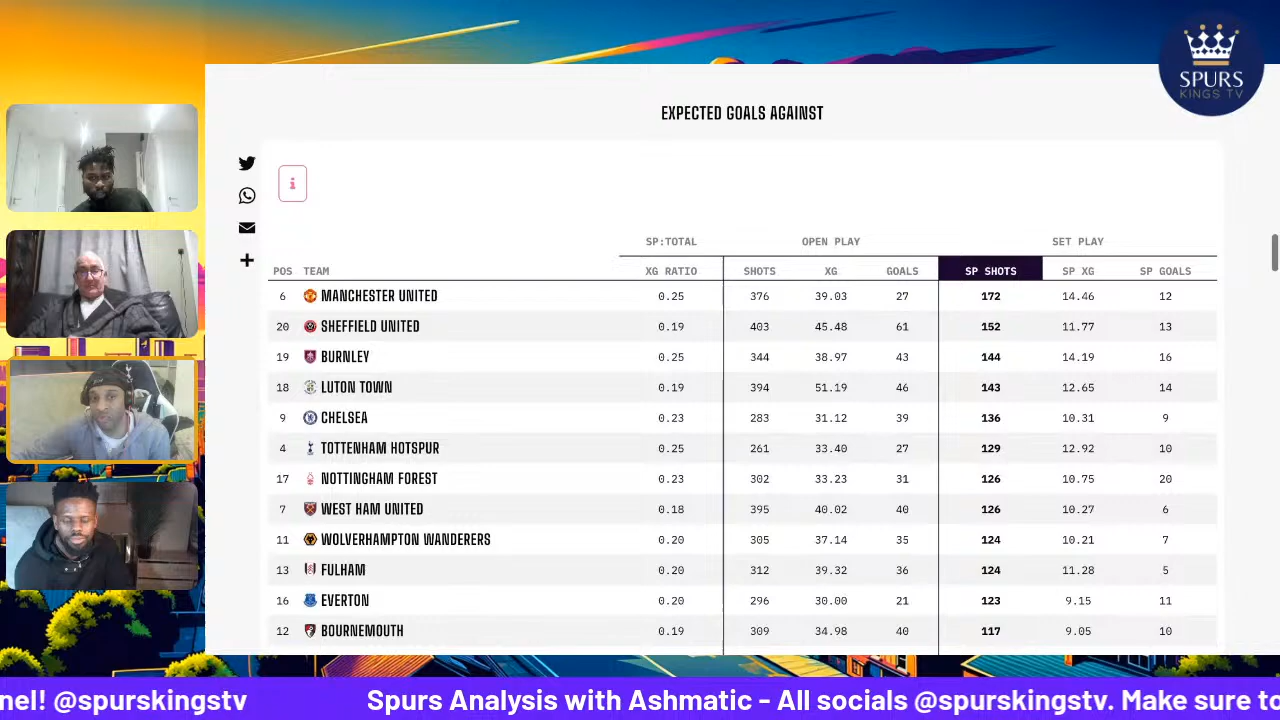 SPURS
KINGS TV
EXPECTED GOALS AGAINST
i
SP:TOTAL OPEN PLAY SET PLAY
POS TEAM XG RATIO SHOTS XG GOALS SP SHOTS SP XG SP GOALS
6 MANCHESTER UNITED 0.25 376 39.03 27 172 14.46 12
20 SHEFFIELD UNITED 0.19 403 45.48 61 152 11.77 13
19 BURNLEY 0.25 344 38.97 43 144 14.19 16
18 LUTON TOWN 0.19 394 51.19 46 143 12.65 14
9 CHELSEA 0.23 283 31.12 39 136 10.31 9
4 TOTTENHAM HOTSPUR 0.25 261 33.40 27 129 12.92 10
17 NOTTINGHAM FOREST 0.23 302 33.23 31 126 10.75 20
7 WEST HAM UNITED 0.18 395 40.02 40 126 10.27 6
11 WOLVERHAMPTON WANDERERS 0.20 305 37.14 35 124 10.21 7
13 FULHAM 0.20 312 39.32 36 124 11.28 5
16 EVERTON 0.20 296 30.00 21 123 9.15 11
12 BOURNEMOUTH 0.19 309 34.98 40 117 9.05 10
nel! @spurskingstv Spurs Analysis with Ashmatic - All socials @spurskingstv. Make sure to